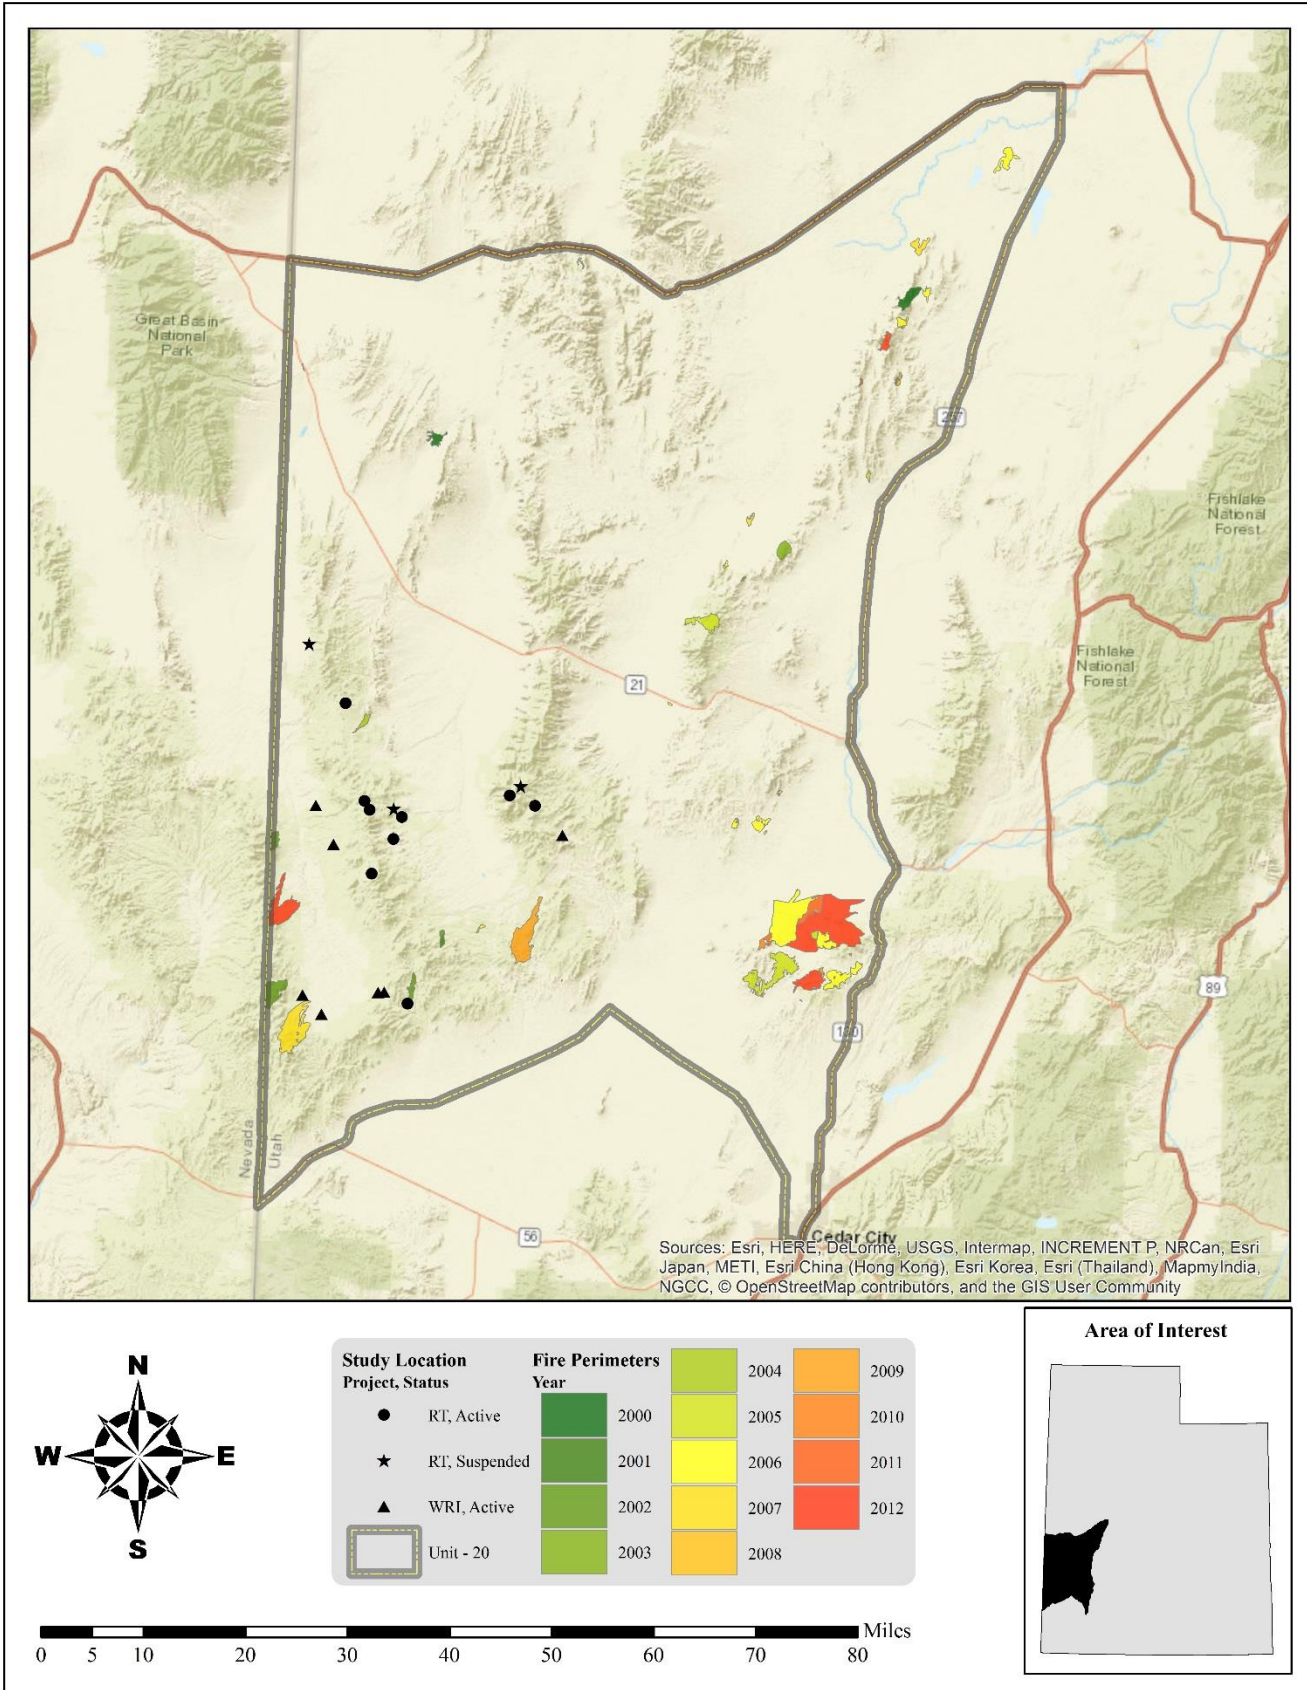 Great Basin
National
Park
257
Fishlake
National
Forest
Fishlake
National
Forest
21
89
Nevada
Utah
56
Cedar City
Sources: Esri, HERE, DeLorme, USGS, Intermap, INCREMENT P, NRCan, Esri
Japan, METI, Esri China (Hong Kong), Esri Korea, Esri (Thailand), MapmyIndia,
NGCC, © OpenStreetMap contributors, and the GIS User Community
N
W E
S
Study Location
Project, Status
RT, Active
RT, Suspended
WRI, Active
Unit - 20
Fire Perimeters
Year
2000
2001
2002
2003
2004
2005
2006
2007
2008
2009
2010
2011
2012
Area of Interest
Miles
0 5 10 20 30 40 50 60 70 80